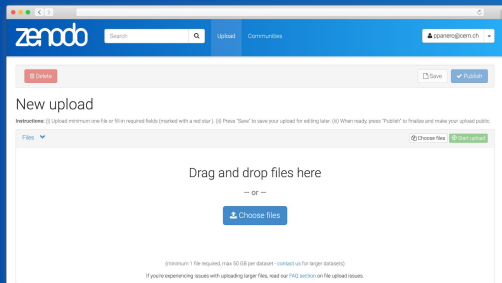 zenodo
Search
Upload
Communities
ppanero@cern.ch
Delete
Save
Publish
New upload
Instructions: (i) Upload minimum one file or fill-in required fields (marked with a red star ). (ii) Press "Save" to save your upload for editing later. (iii) When ready, press "Publish" to finalize and make your upload public.
Files
Choose files
Start upload
Drag and drop files here
— or —
Choose files
(minimum 1 file required, max 50 GB per dataset - contact us for larger datasets)
If you're experiencing issues with uploading larger files, read our FAQ section on file upload issues.